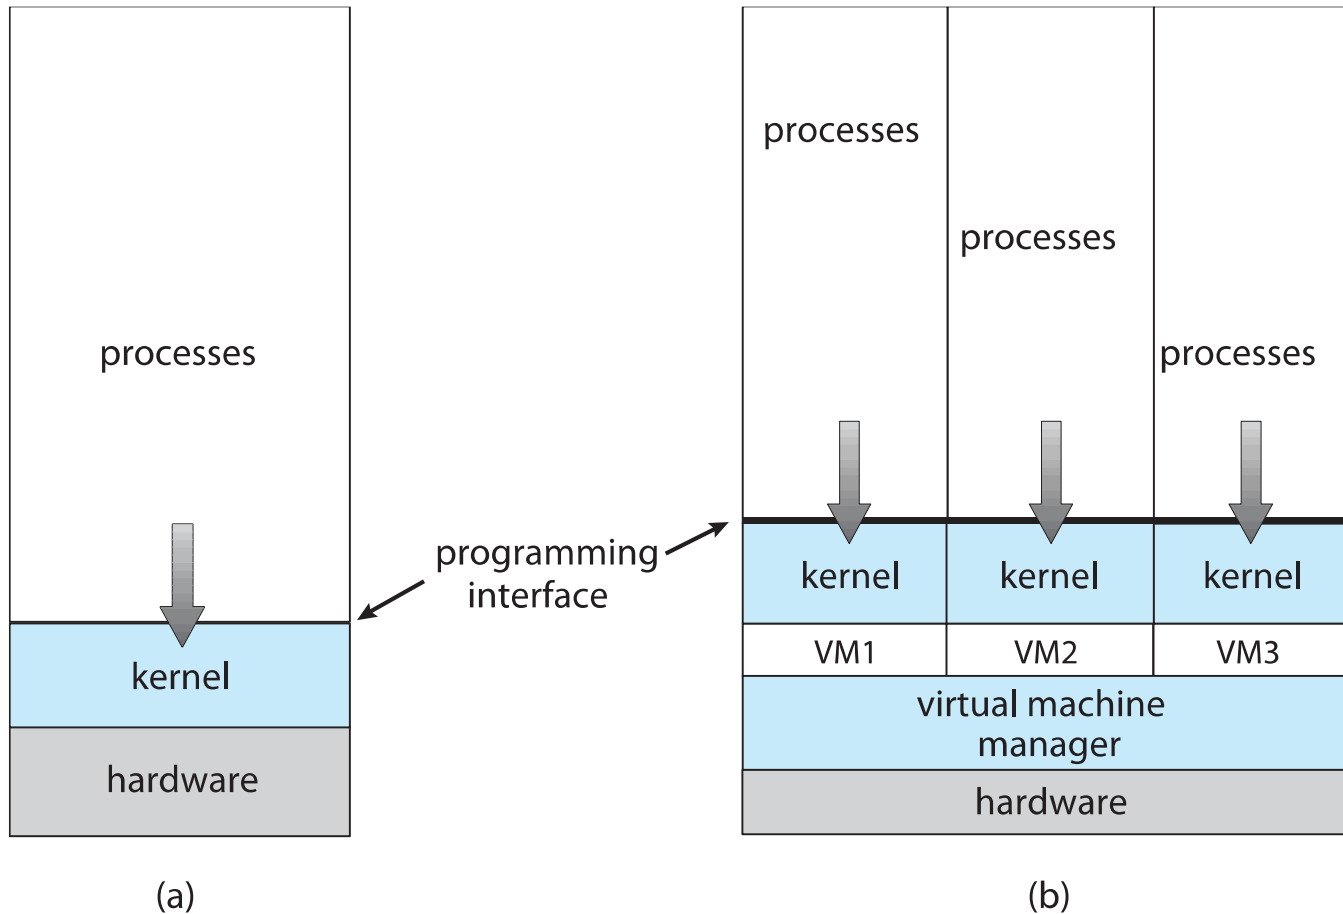 processes
kernel
hardware
(a)
programming
interface
processes
processes
processes
kernel
kernel
kernel
VM1
VM2
VM3
virtual machine
manager
hardware
(b)